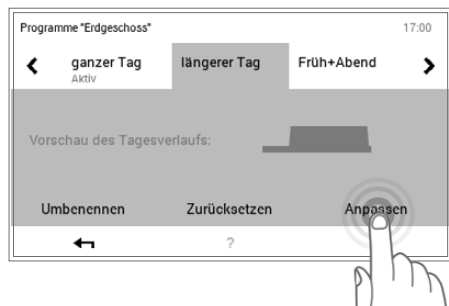 Programme "Erdgeschoss" 17:00
ganzer Tag längerer Tag Früh+Abend
Aktiv
Vorschau des Tagesverlaufs:
Umbenennen Zurücksetzen Anpassen
?